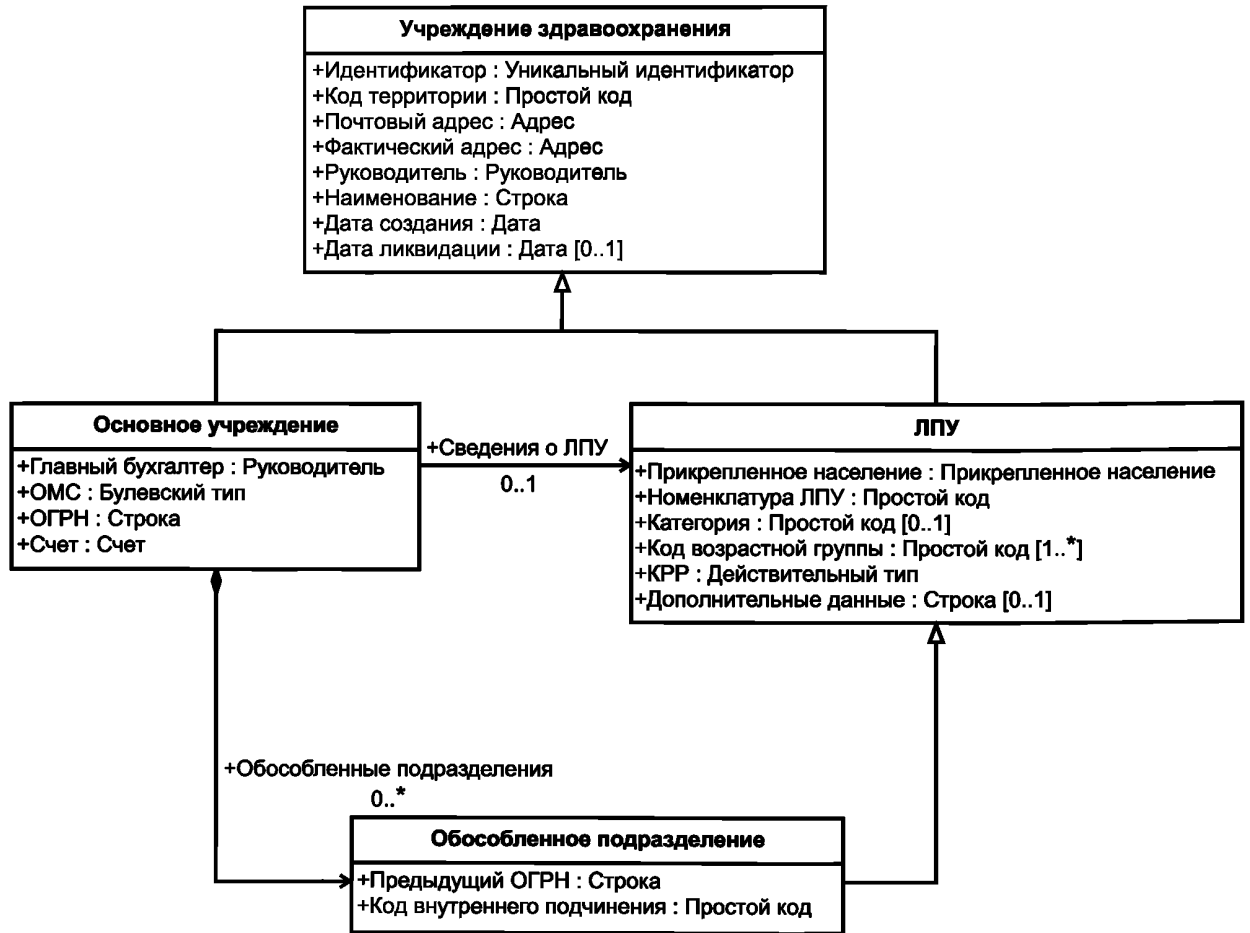 Учреждение здравоохранения
+Идентификатор : Уникальный идентификатор
+Код территории : Простой код
+Почтовый адрес : Адрес
+Фактический адрес : Адрес
+Руководитель : Руководитель
+Наименование : Строка
+Дата создания : Дата
+Дата ликвидации : Дата [0..1]
Основное учреждение
+Главный бухгалтер : Руководитель
+ОМС : Булевский тип
+ОГРН : Строка
+Счет : Счет
+Сведения о ЛПУ
0..1
ЛПУ
+Прикрепленное население : Прикрепленное население
+Номенклатура ЛПУ : Простой код
+Категория : Простой код [0..1]
+Код возрастной группы : Простой код [1..*]
+КРР : Действительный тип
+Дополнительные данные : Строка [0..1]
+Обособленные подразделения
0..*
Обособленное подразделение
+Предыдущий ОГРН : Строка
+Код внутреннего подчинения : Простой код